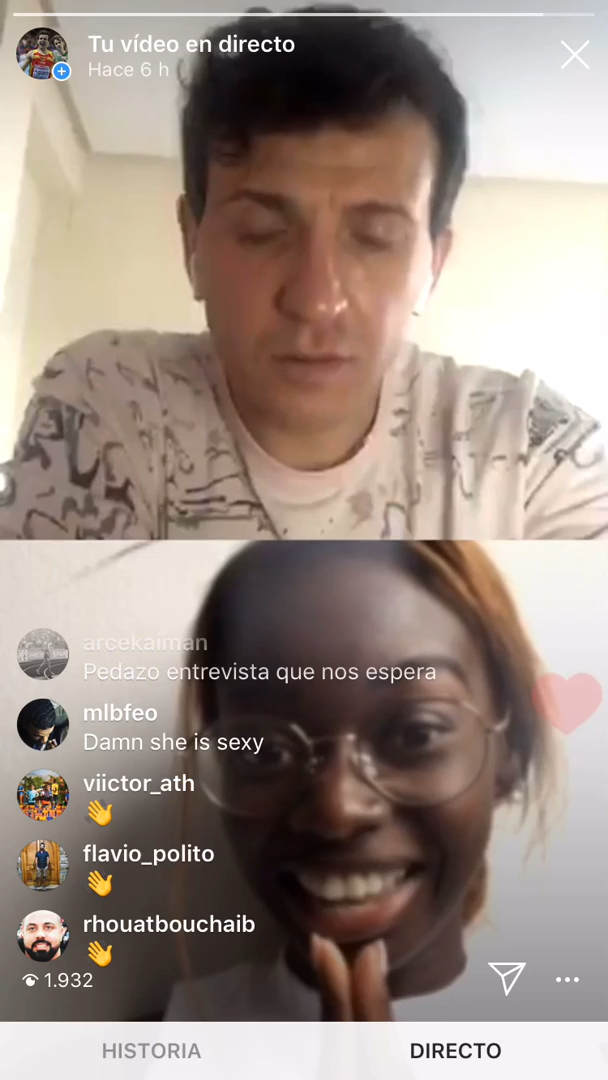 Tu vídeo en directo
Hace 6 h
arcekaiman
Pedazo entrevista que nos espera
mlbfeo
Damn she is sexy
viictor_ath
👋
flavio_polito
👋
rhouatbouchaib
👋
1.932
HISTORIA
DIRECTO